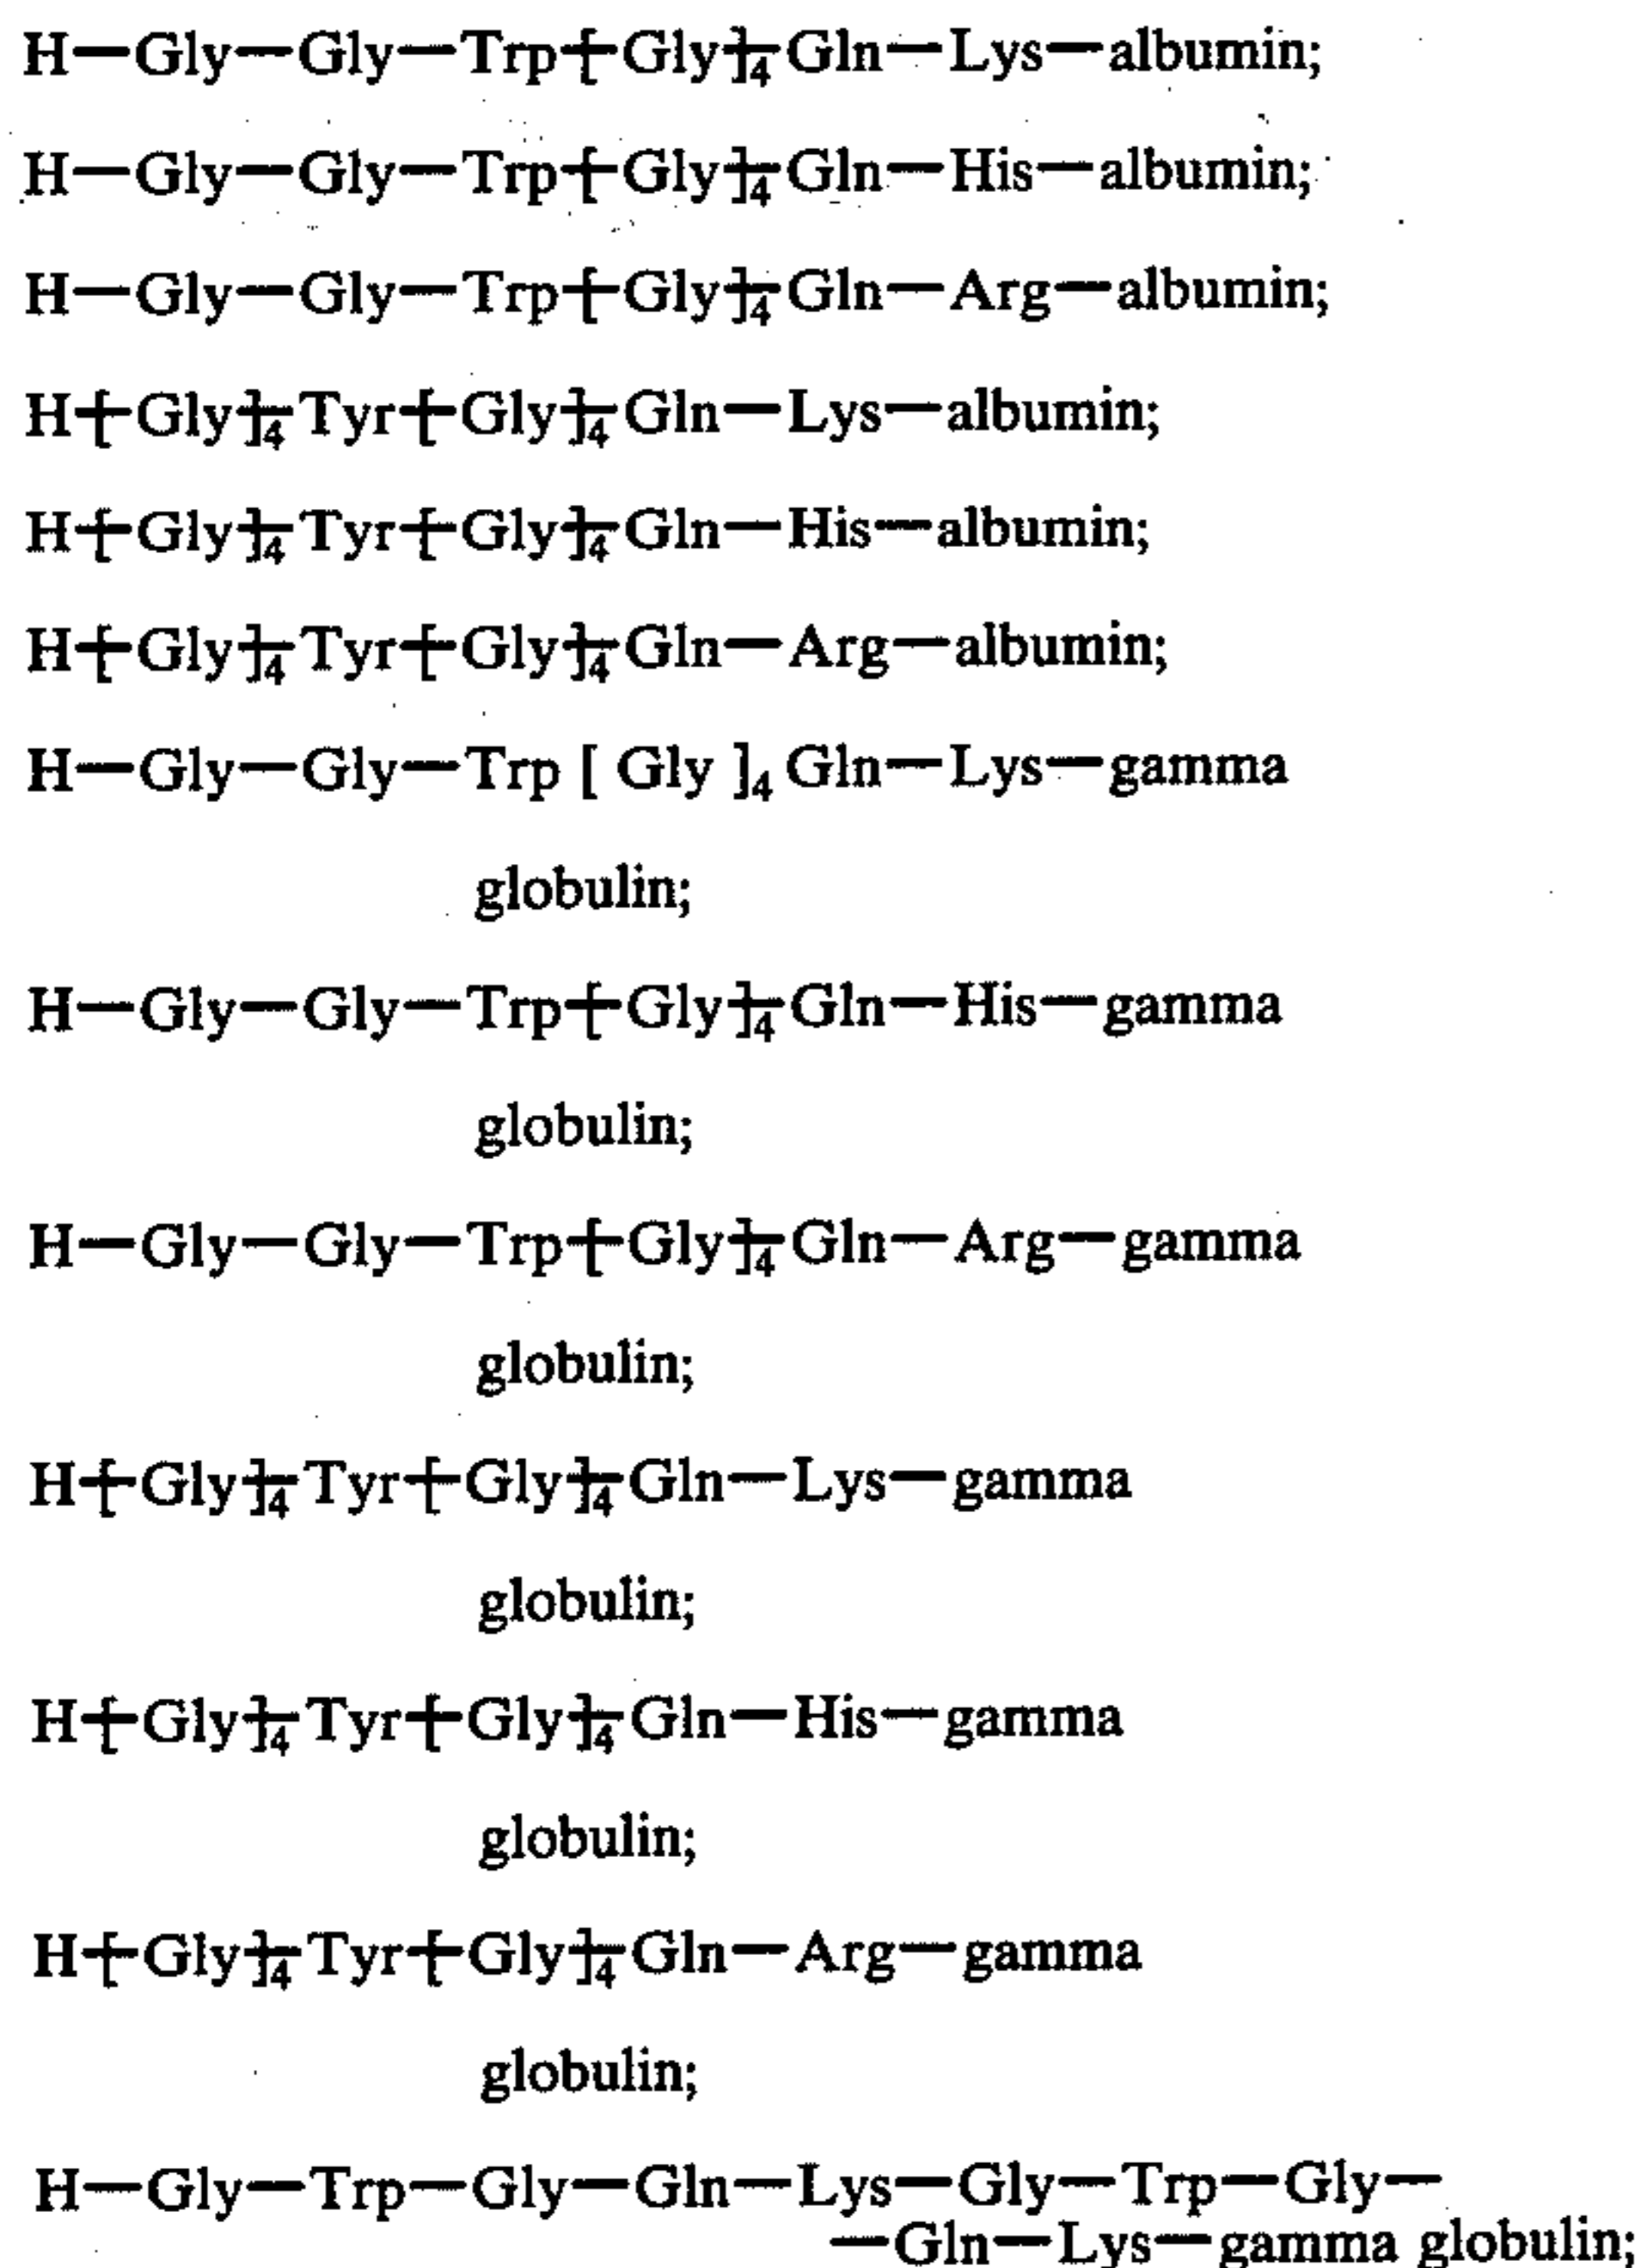 H—Gly—Gly—Trp-[-Gly-]-₄Gln—Lys—albumin;
H—Gly—Gly—Trp-[-Gly-]-₄Gln—His—albumin;
H—Gly—Gly—Trp-[-Gly-]-₄Gln—Arg—albumin;
H-[-Gly-]-₄Tyr-[-Gly-]-₄Gln—Lys—albumin;
H-[-Gly-]-₄Tyr-[-Gly-]-₄Gln—His—albumin;
H-[-Gly-]-₄Tyr-[-Gly-]-₄Gln—Arg—albumin;
H—Gly—Gly—Trp [ Gly ]₄ Gln—Lys—gamma
globulin;
H—Gly—Gly—Trp-[-Gly-]-₄Gln—His—gamma
globulin;
H—Gly—Gly—Trp-[-Gly-]-₄Gln—Arg—gamma
globulin;
H-[-Gly-]-₄Tyr-[-Gly-]-₄Gln—Lys—gamma
globulin;
H-[-Gly-]-₄Tyr-[-Gly-]-₄Gln—His—gamma
globulin;
H-[-Gly-]-₄Tyr-[-Gly-]-₄Gln—Arg—gamma
globulin;
H—Gly—Trp—Gly—Gln—Lys—Gly—Trp—Gly—
—Gln—Lys—gamma globulin;